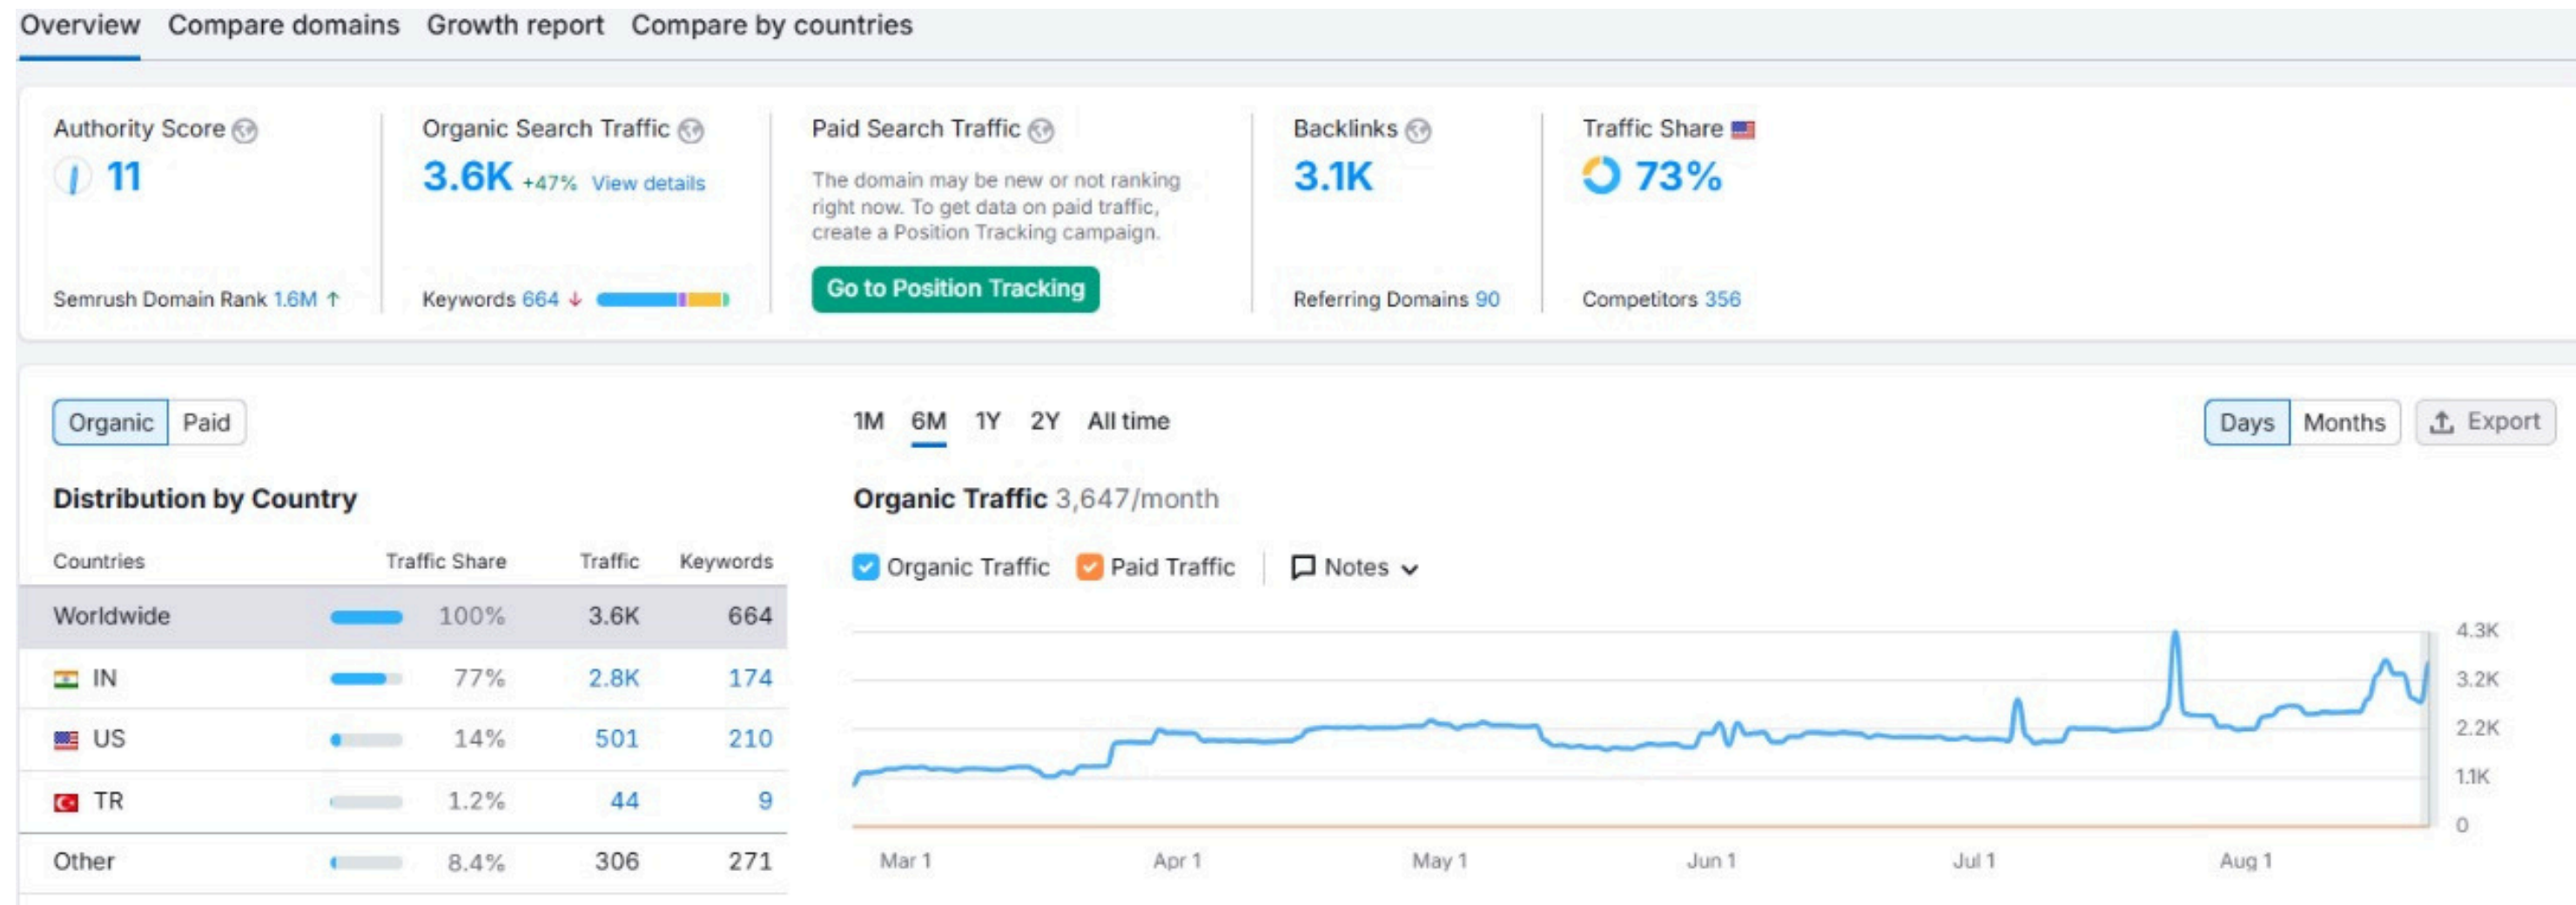 Overview Compare domains Growth report Compare by countries
Authority Score
11
Semrush Domain Rank 1.6M ↑
Organic Search Traffic
3.6K +47% View details
Keywords 664 ↓
Paid Search Traffic
The domain may be new or not ranking
right now. To get data on paid traffic,
create a Position Tracking campaign.
Go to Position Tracking
Backlinks
3.1K
Referring Domains 90
Traffic Share
73%
Competitors 356
Organic Paid
Distribution by Country
Countries Traffic Share Traffic Keywords
Worldwide 100% 3.6K 664
IN 77% 2.8K 174
US 14% 501 210
TR 1.2% 44 9
Other 8.4% 306 271
1M 6M 1Y 2Y All time
Days Months Export
Organic Traffic 3,647/month
Organic Traffic Paid Traffic Notes
4.3K
3.2K
2.2K
1.1K
0
Mar 1 Apr 1 May 1 Jun 1 Jul 1 Aug 1